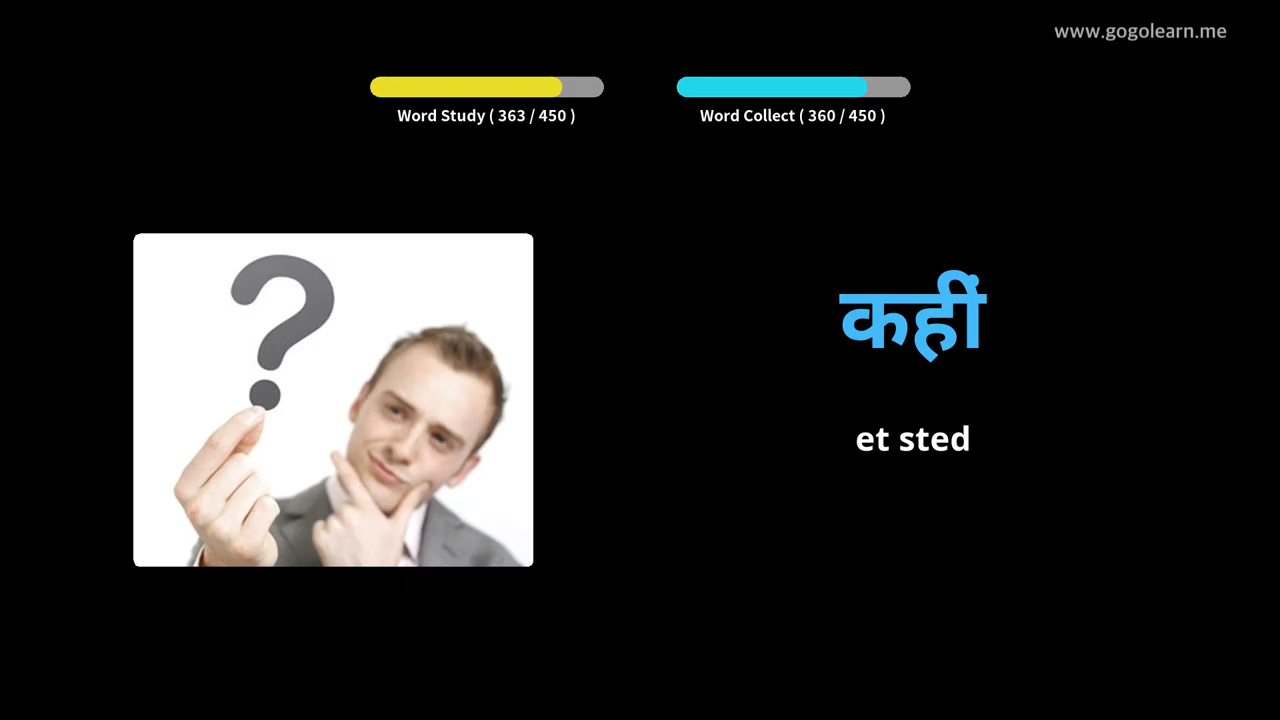 www.gogolearn.me
Word Study ( 363 / 450 )
Word Collect ( 360 / 450 )
कहीं
et sted